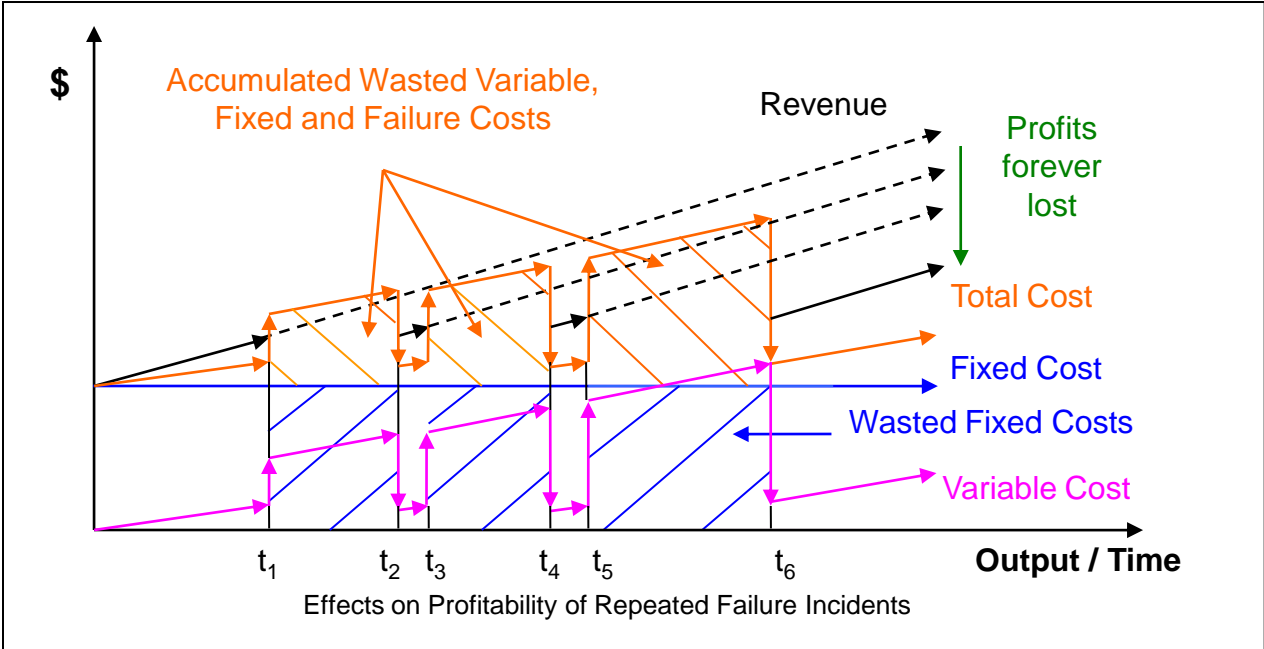 $
Accumulated Wasted Variable,
Fixed and Failure Costs
Revenue
Profits
forever
lost
Total Cost
Fixed Cost
Wasted Fixed Costs
Variable Cost
t1 t2 t3 t4 t5 t6
Output / Time
Effects on Profitability of Repeated Failure Incidents